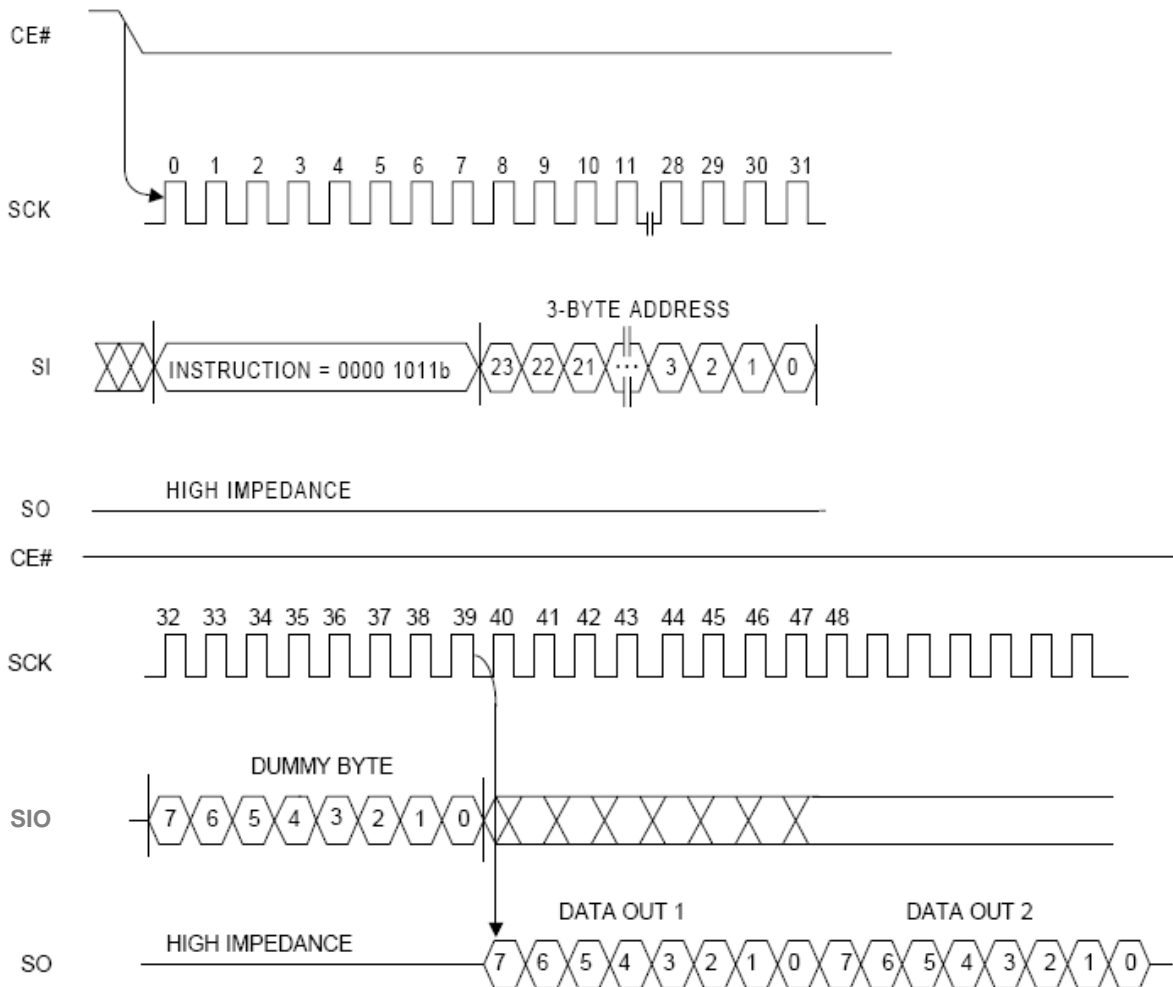 CE#
0 1 2 3 4 5 6 7 8 9 10 11 28 29 30 31
SCK
3-BYTE ADDRESS
SI INSTRUCTION = 0000 1011b 23 22 21 ... 3 2 1 0
HIGH IMPEDANCE
SO
CE#
32 33 34 35 36 37 38 39 40 41 42 43 44 45 46 47 48
SCK
DUMMY BYTE
SIO 7 6 5 4 3 2 1 0
DATA OUT 1 DATA OUT 2
HIGH IMPEDANCE
SO 7 6 5 4 3 2 1 0 7 6 5 4 3 2 1 0